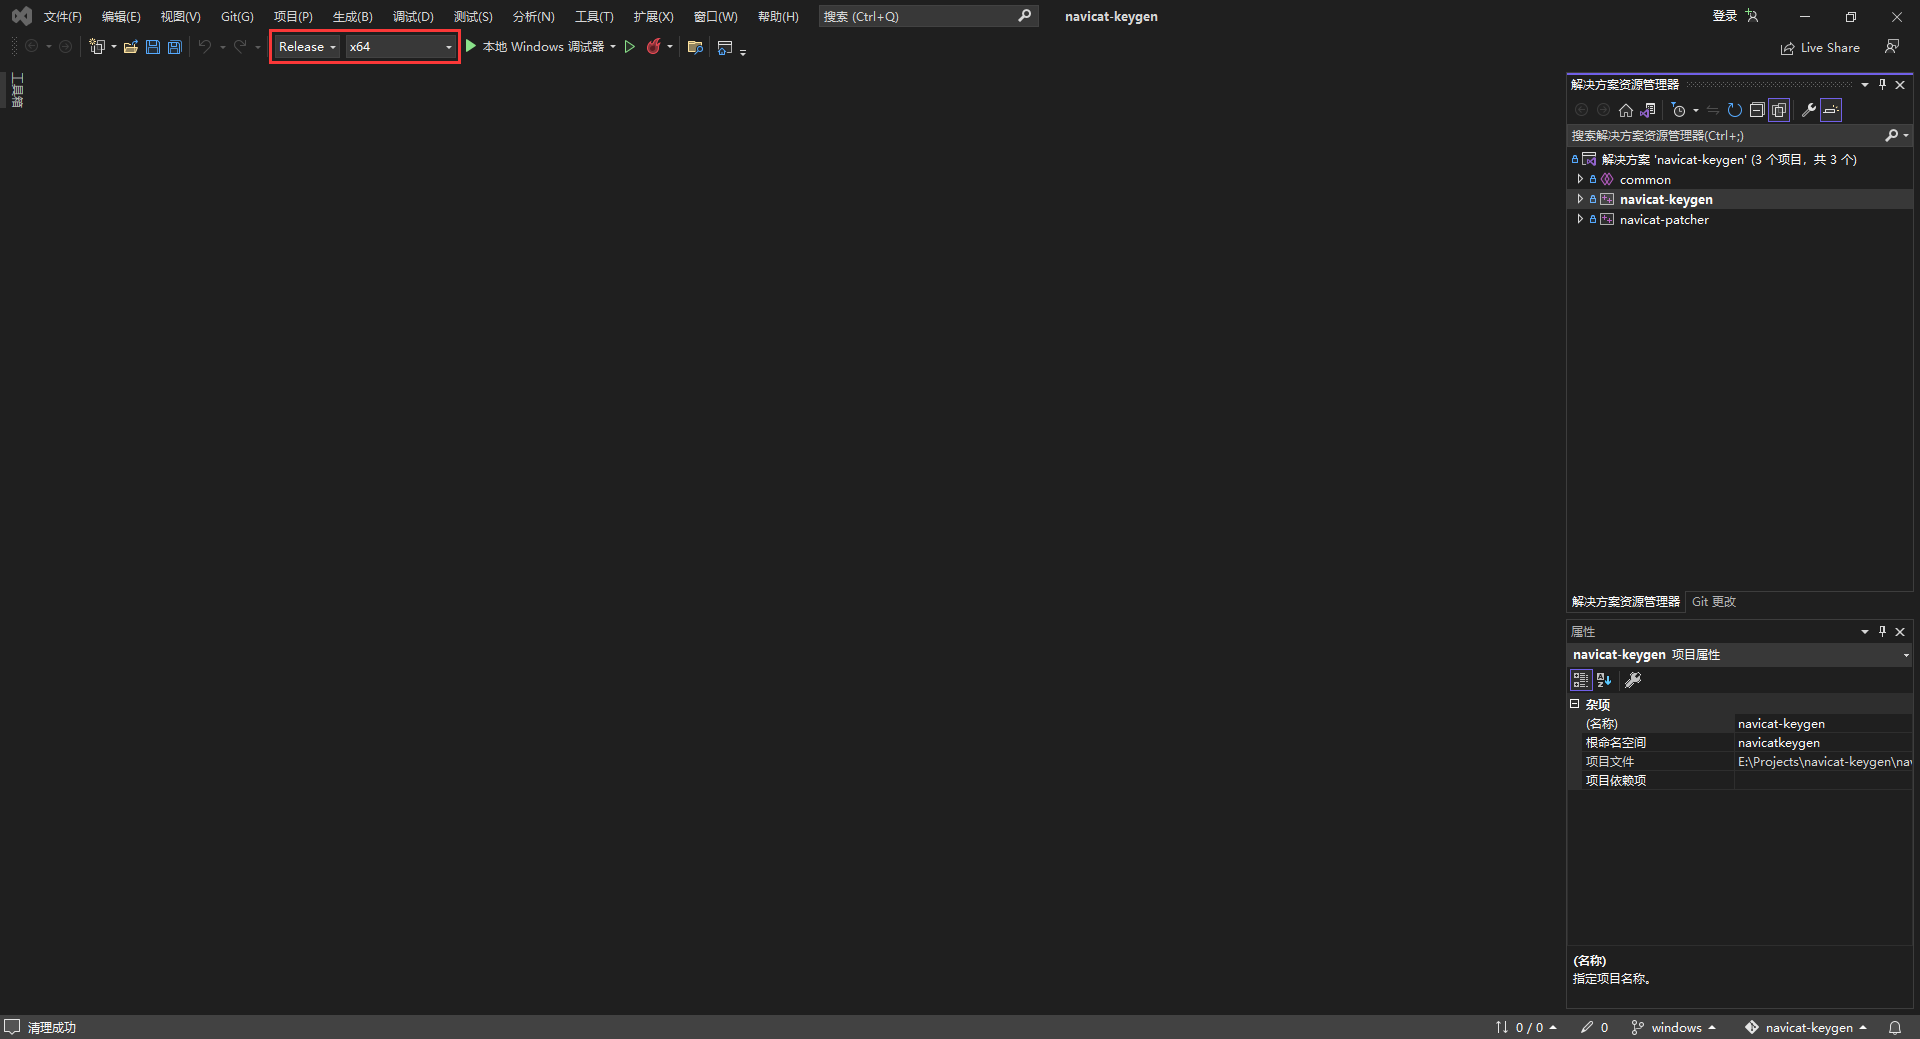 文件(F) 编辑(E) 视图(V) Git(G) 项目(P) 生成(B) 调试(D) 测试(S) 分析(N) 工具(T) 扩展(X) 窗口(W) 帮助(H) 搜索 (Ctrl+Q) navicat-keygen 登录
Release x64 本地 Windows 调试器 Live Share
工具箱
解决方案资源管理器
搜索解决方案资源管理器(Ctrl+;)
解决方案 'navicat-keygen' (3 个项目，共 3 个)
common
navicat-keygen
navicat-patcher
解决方案资源管理器 Git 更改
属性
navicat-keygen 项目属性
杂项
(名称) navicat-keygen
根命名空间 navicatkeygen
项目文件 E:\Projects\navicat-keygen\nav
项目依赖项
(名称)
指定项目名称。
清理成功 0 / 0 0 windows navicat-keygen